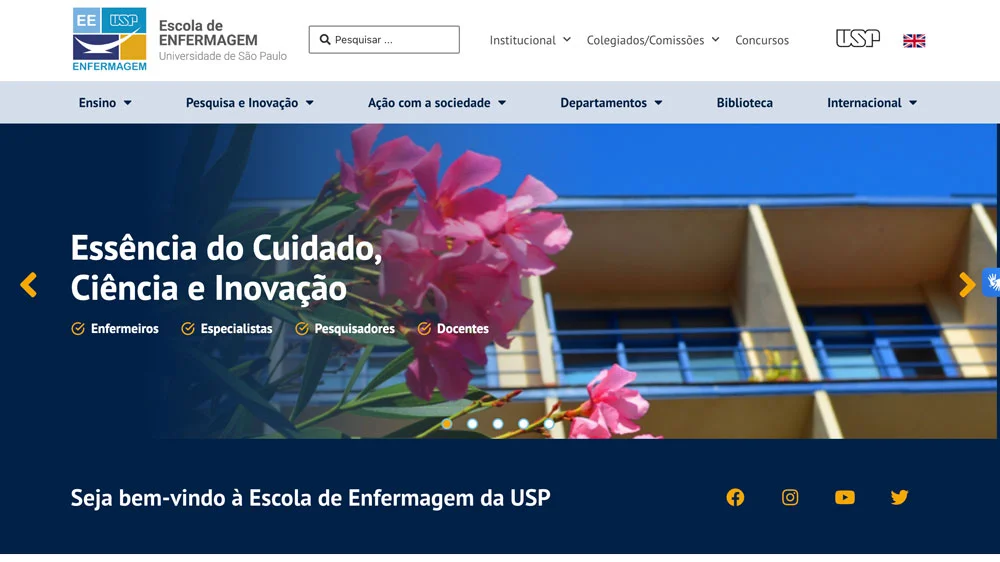 EE USP
ENFERMAGEM
Escola de
ENFERMAGEM
Universidade de São Paulo
Pesquisar ...
Institucional
Colegiados/Comissões
Concursos
USP
Ensino
Pesquisa e Inovação
Ação com a sociedade
Departamentos
Biblioteca
Internacional
Essência do Cuidado,
Ciência e Inovação
Enfermeiros
Especialistas
Pesquisadores
Docentes
Seja bem-vindo à Escola de Enfermagem da USP